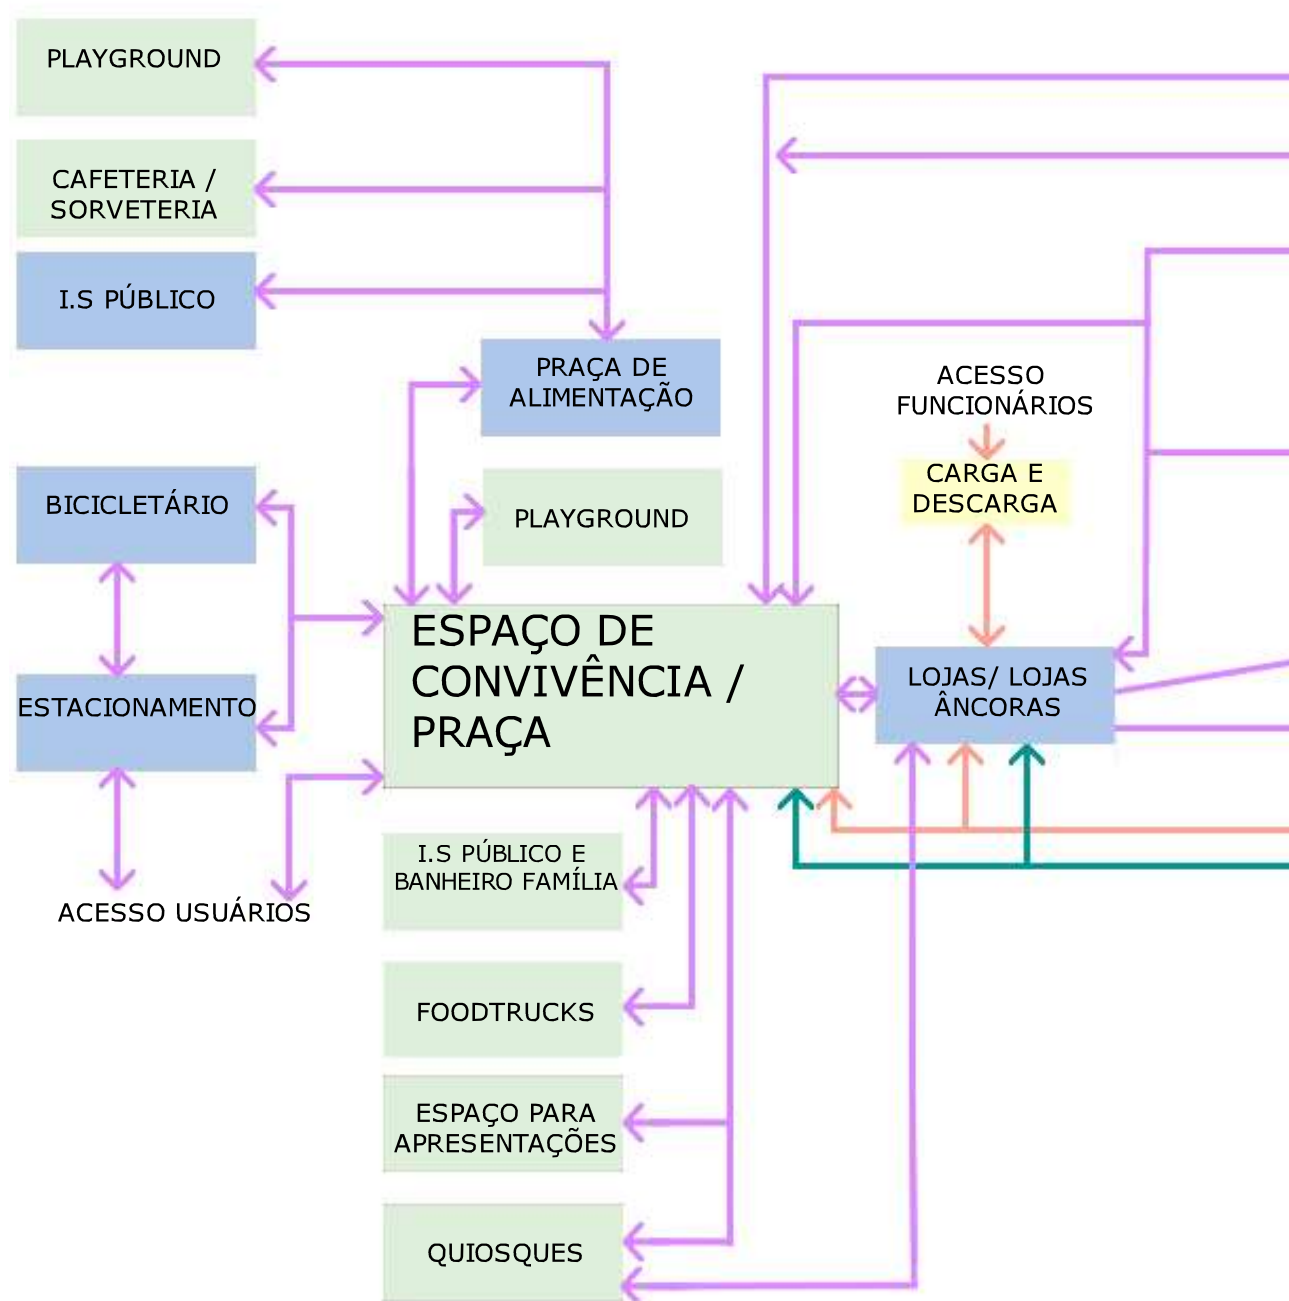 PLAYGROUND
CAFETERIA /
SORVETERIA
I.S PÚBLICO
PRAÇA DE
ALIMENTAÇÃO
ACESSO
FUNCIONÁRIOS
CARGA E
DESCARGA
BICICLETÁRIO
PLAYGROUND
ESPAÇO DE
CONVIVÊNCIA /
PRAÇA
LOJAS/ LOJAS
ÂNCORAS
ESTACIONAMENTO
I.S PÚBLICO E
BANHEIRO FAMÍLIA
ACESSO USUÁRIOS
FOODTRUCKS
ESPAÇO PARA
APRESENTAÇÕES
QUIOSQUES